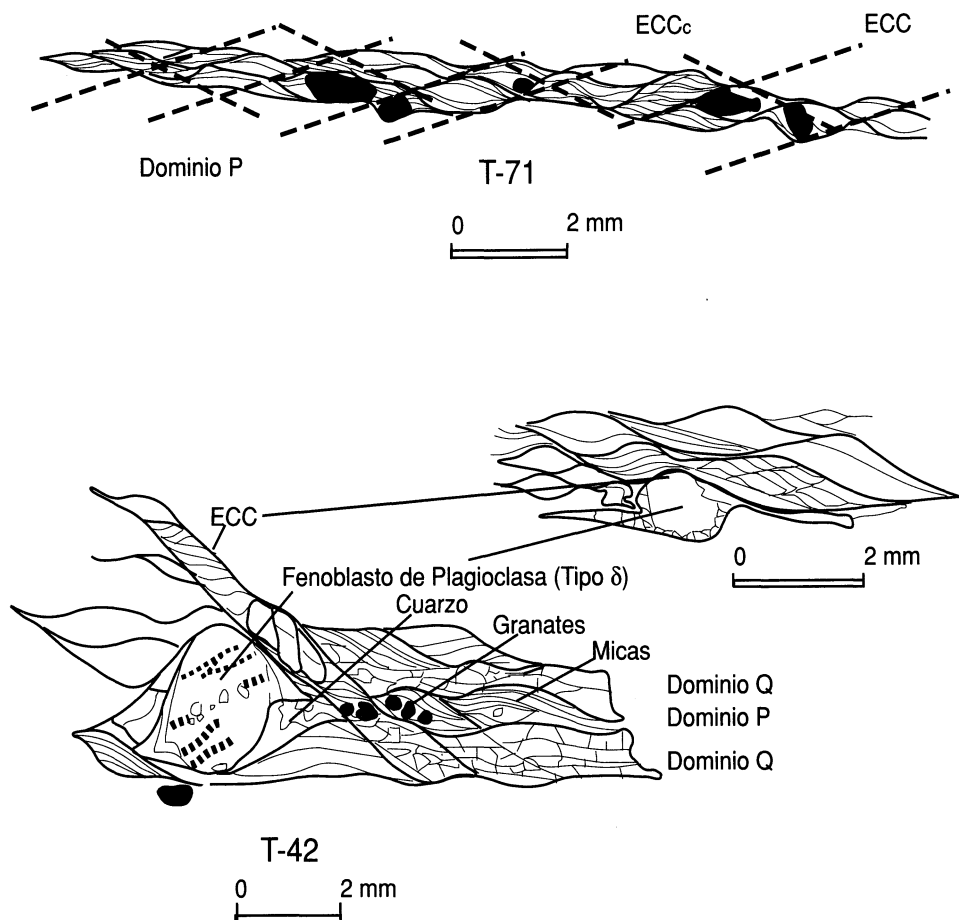 ECCc
ECC
Dominio P
T-71
0 2 mm
ECC
0 2 mm
Fenoblasto de Plagioclasa (Tipo δ)
Cuarzo
Granates
Micas
Dominio Q
Dominio P
Dominio Q
T-42
0 2 mm